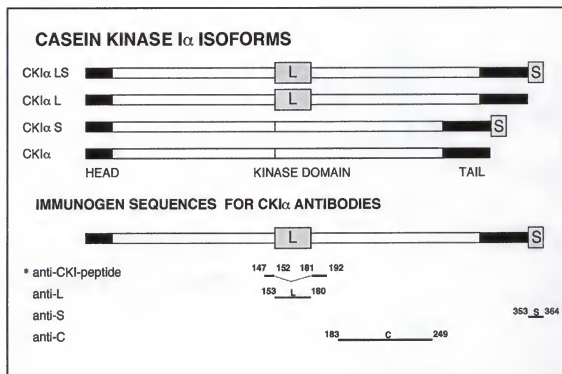 CASEIN KINASE Iα ISOFORMS
CKIα LS L S
CKIα L L
CKIα S S
CKIα
HEAD KINASE DOMAIN TAIL
IMMUNOGEN SEQUENCES FOR CKIα ANTIBODIES
L S
* anti-CKI-peptide 147 152 181 192
anti-L 153 L 180
anti-S 353 S 364
anti-C 183 C 249